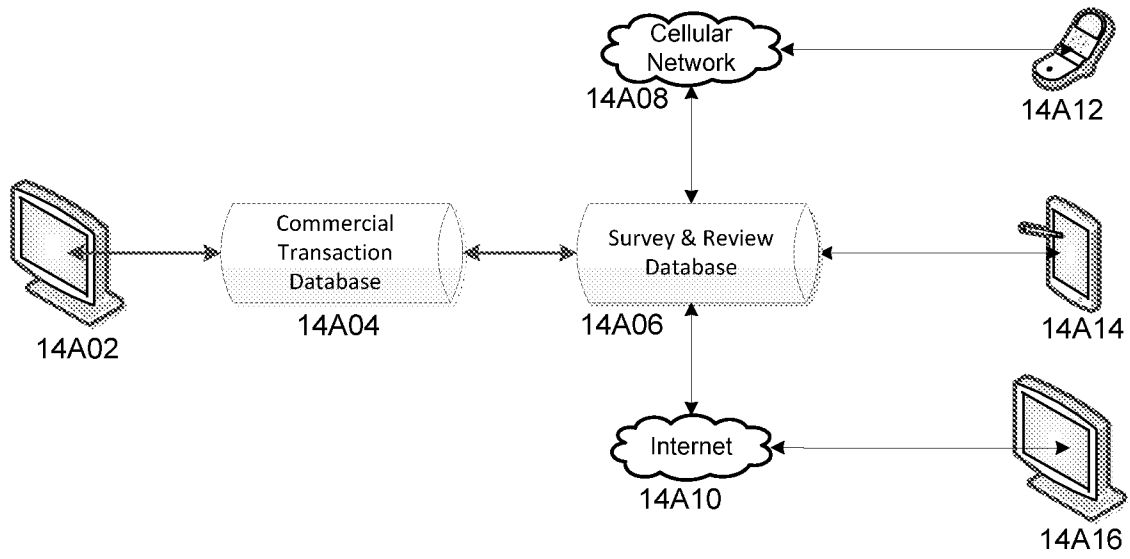 Cellular
Network
14A08
14A12
Commercial
Transaction
Database
14A04
Survey & Review
Database
14A06
14A02
14A14
Internet
14A10
14A16